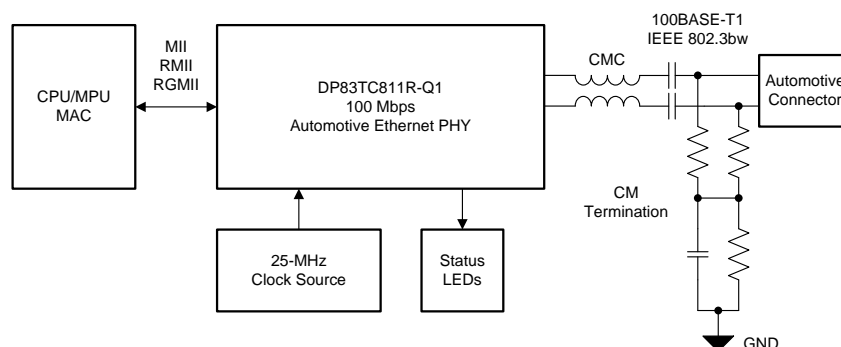 100BASE-T1
IEEE 802.3bw
MII
RMII
RGMII
CMC
CPU/MPU
MAC
DP83TC811R-Q1
100 Mbps
Automotive Ethernet PHY
Automotive
Connector
CM
Termination
25-MHz
Clock Source
Status
LEDs
GND